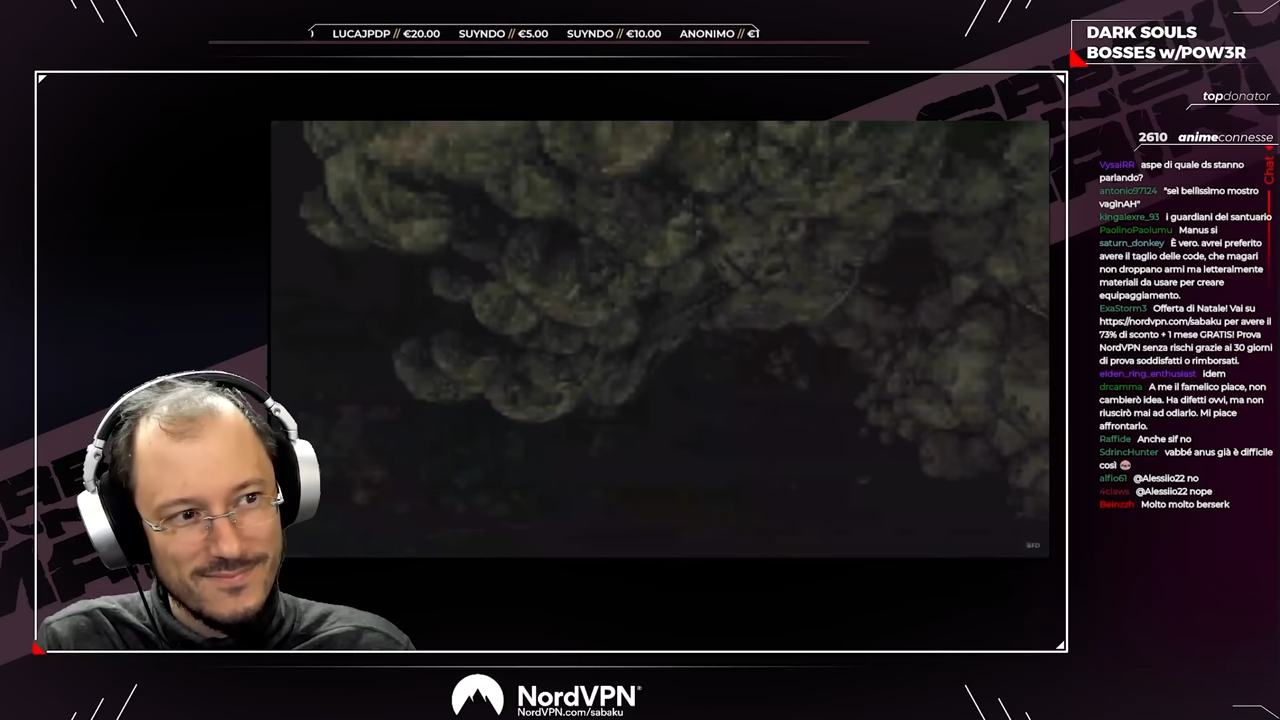 LUCAJPDP // €20.00 SUYNDO // €5.00 SUYNDO // €10.00 ANONIMO // €1
DARK SOULS
BOSSES w/POW3R
topdonator
2610 animeconnesse
Chat
VysaiRR aspe di quale ds stanno
parlando?
antonio97124 "sei bellissimo mostro
vaginAH"
kingalexre_93 i guardiani del santuario
PaolinoPaolumu Manus si
saturn_donkey È vero. avrei preferito
avere il taglio delle code, che magari
non droppano armi ma letteralmente
materiali da usare per creare
equipaggiamento.
ExaStorm3 Offerta di Natale! Vai su
https://nordvpn.com/sabaku per avere il
73% di sconto + 1 mese GRATIS! Prova
NordVPN senza rischi grazie ai 30 giorni
di prova soddisfatti o rimborsati.
elden_ring_enthusiast idem
drcamma A me il famelico piace, non
cambierò idea. Ha difetti ovvi, ma non
riuscirò mai ad odiarlo. Mi piace
affrontarlo.
Raffide Anche sif no
SdrincHunter vabbé anus già è difficile
così
alfio61 @Alessiio22 no
4claws @Alessiio22 nope
Beinzzh Molto molto berserk
NordVPN®
NordVPN.com/sabaku